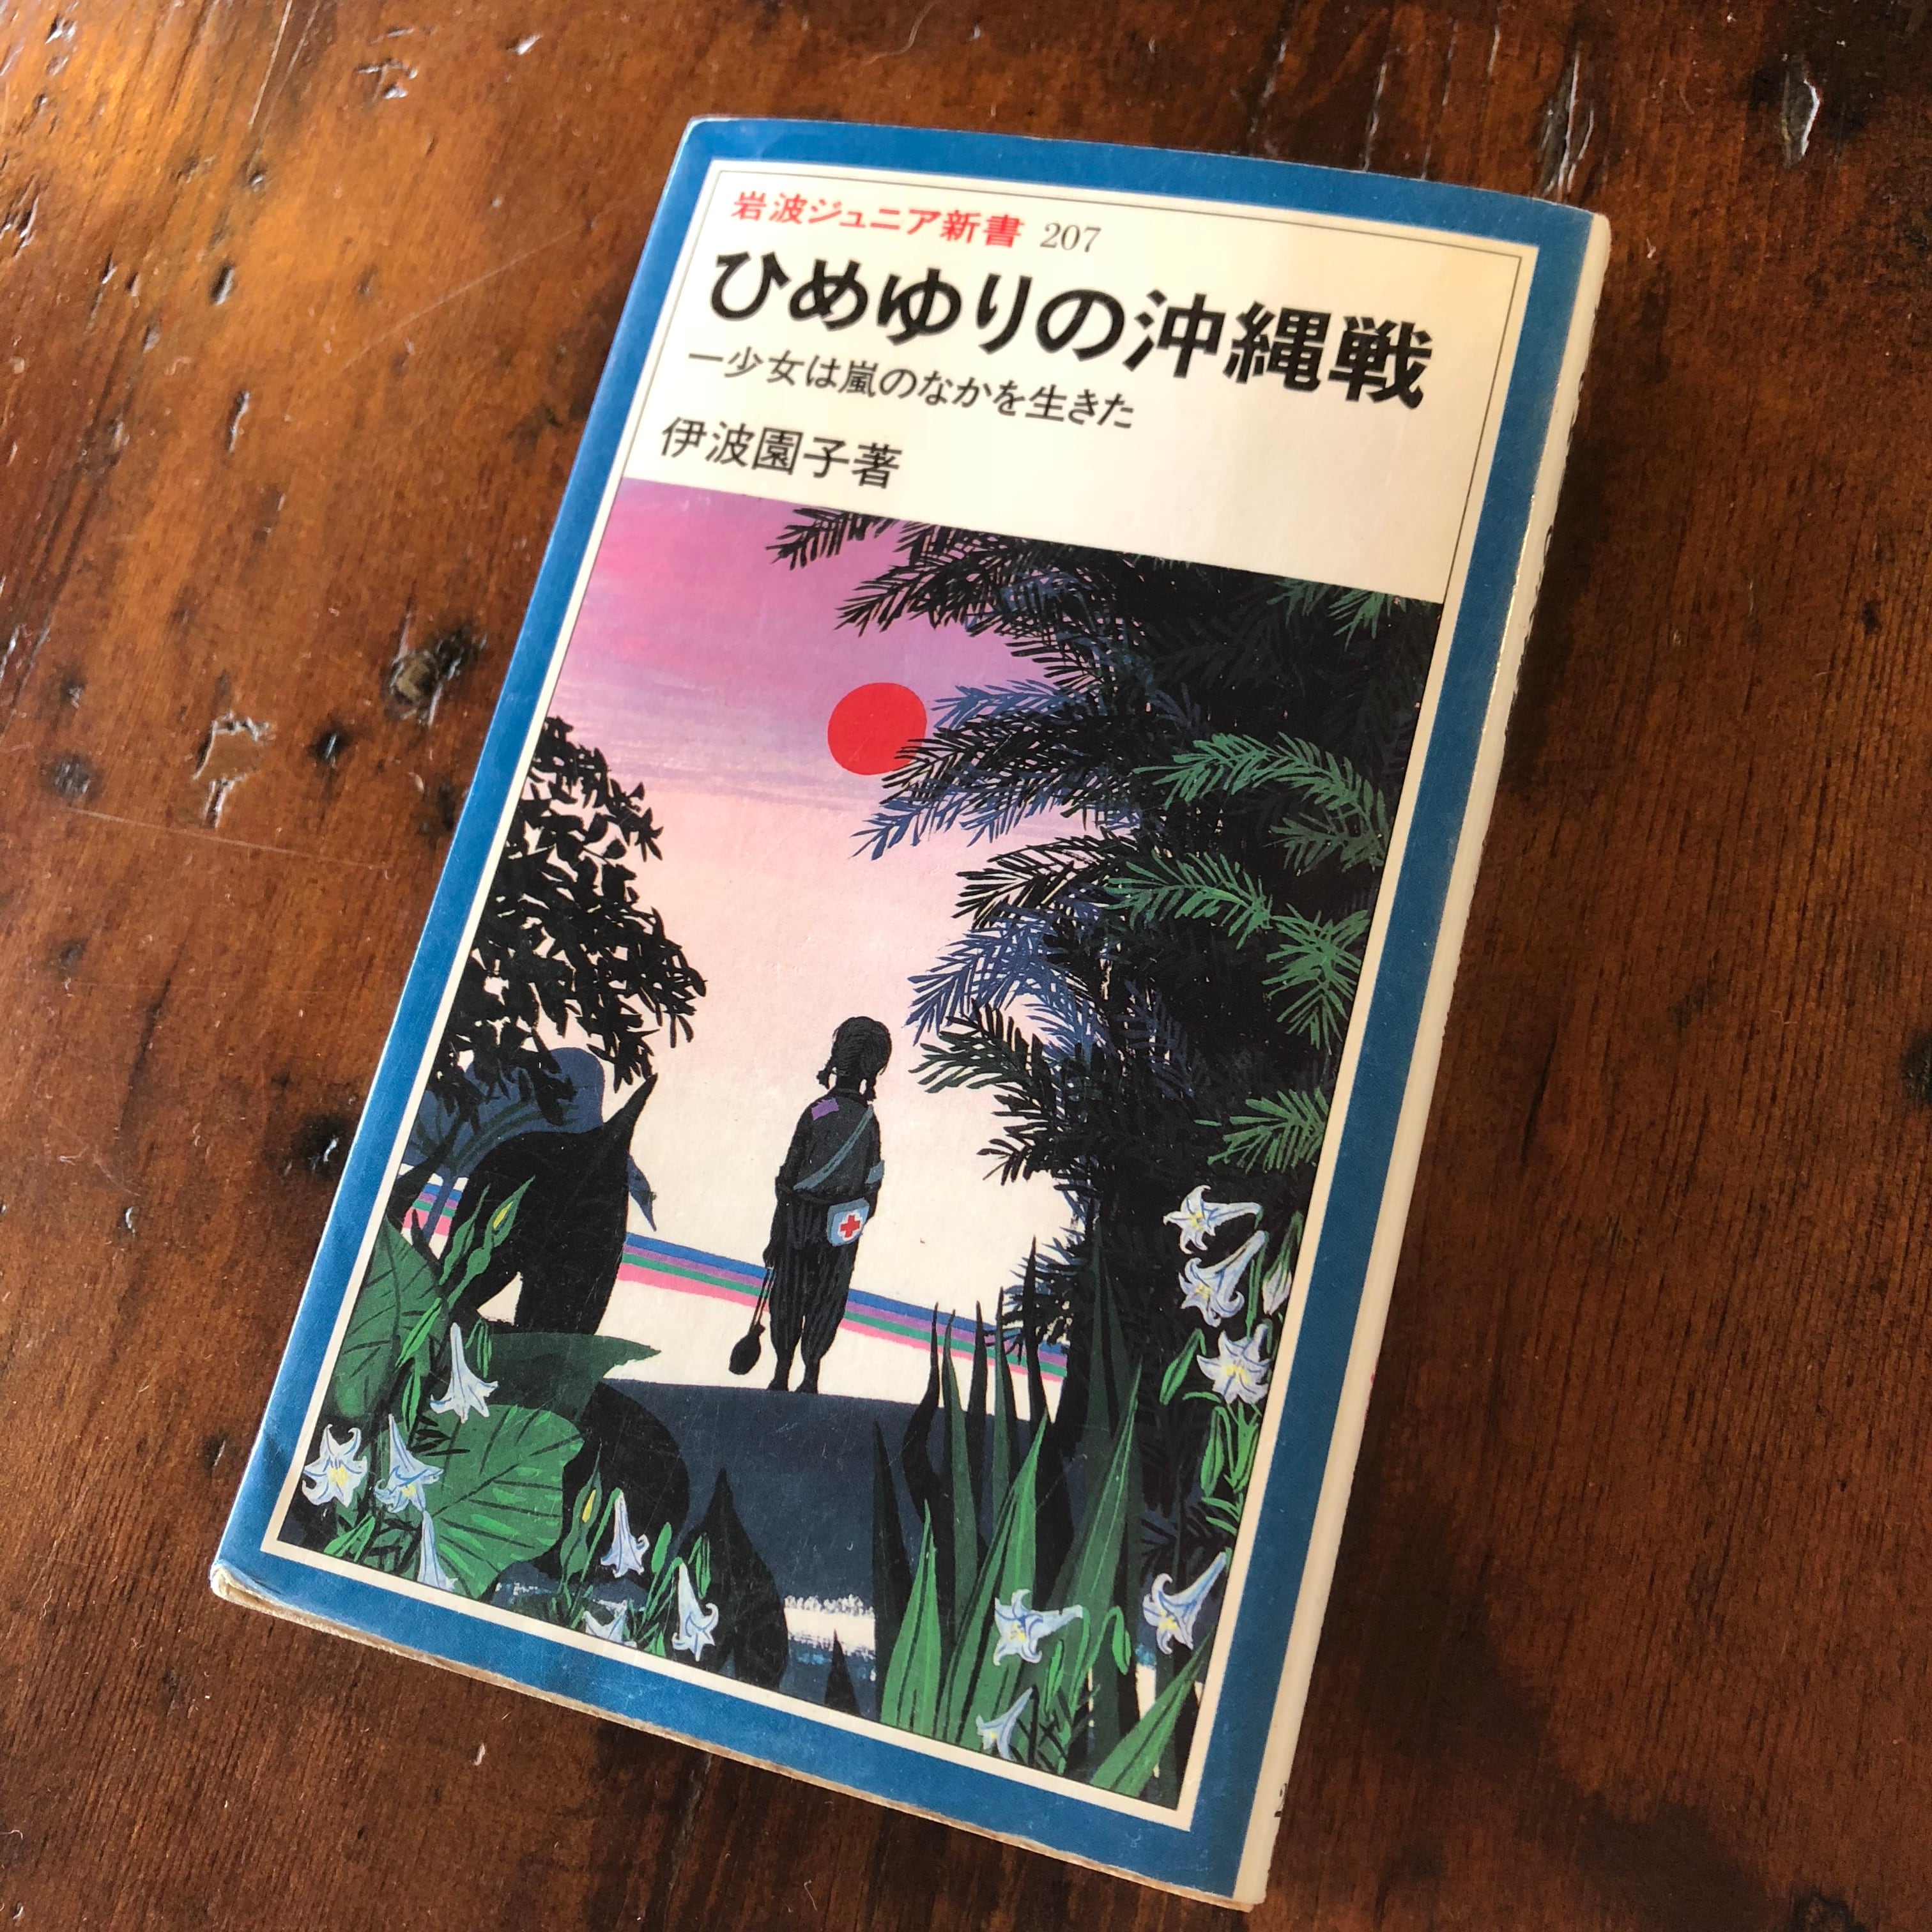 岩波ジュニア新書 207
ひめゆりの沖縄戦
一少女は嵐のなかを生きた
伊波園子著